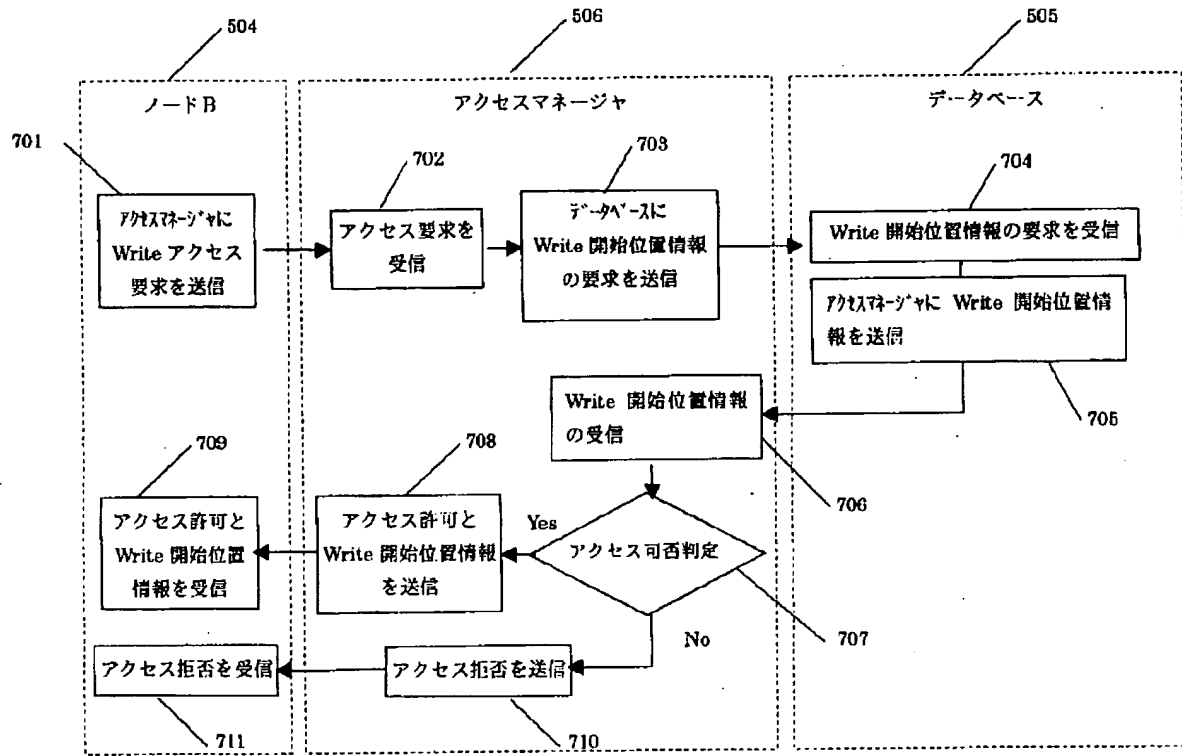 504
506
505
ノードB
アクセスマネージャ
データベース
701
702
703
704
アクセスマネージャに
Write アクセス
要求を送信
アクセス要求を
受信
データベースに
Write 開始位置情報
の要求を送信
Write 開始位置情報の要求を受信
アクセスマネージャに Write 開始位置情
報を送信
705
Write 開始位置情報
の受信
706
709
708
アクセス許可と
Write 開始位置
情報を受信
アクセス許可と
Write 開始位置情報
を送信
Yes
アクセス可否判定
707
No
アクセス拒否を受信
アクセス拒否を送信
711
710